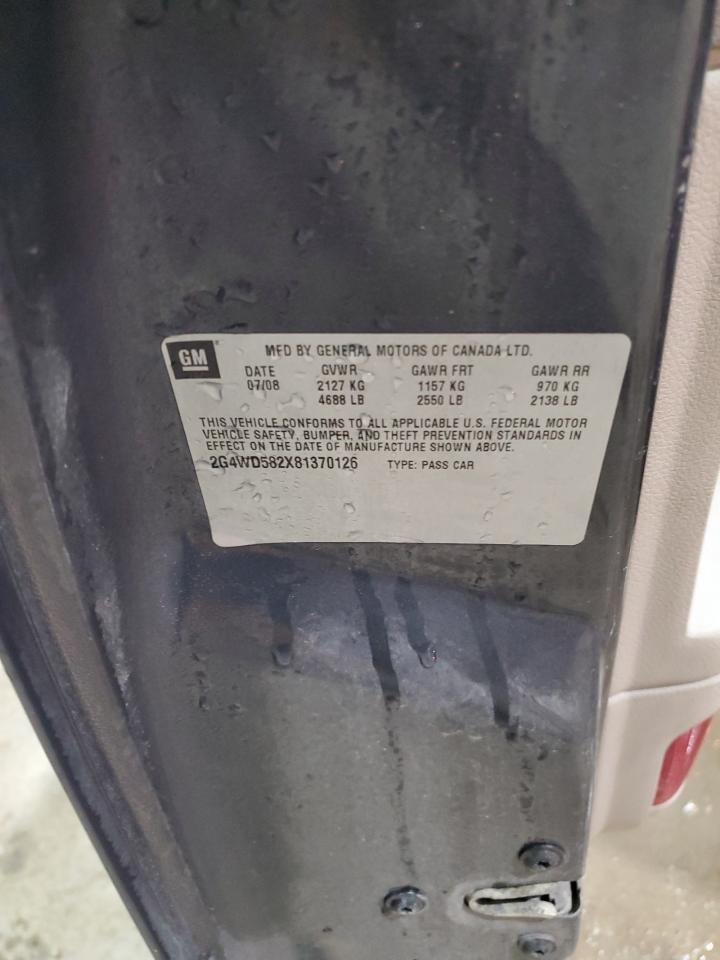 GM MFD BY GENERAL MOTORS OF CANADA LTD.
DATE GVWR GAWR FRT GAWR RR
07/08 2127 KG 1157 KG 970 KG
4688 LB 2550 LB 2138 LB
THIS VEHICLE CONFORMS TO ALL APPLICABLE U.S. FEDERAL MOTOR
VEHICLE SAFETY, BUMPER, AND THEFT PREVENTION STANDARDS IN
EFFECT ON THE DATE OF MANUFACTURE SHOWN ABOVE.
2G4WD582X81370126 TYPE: PASS CAR